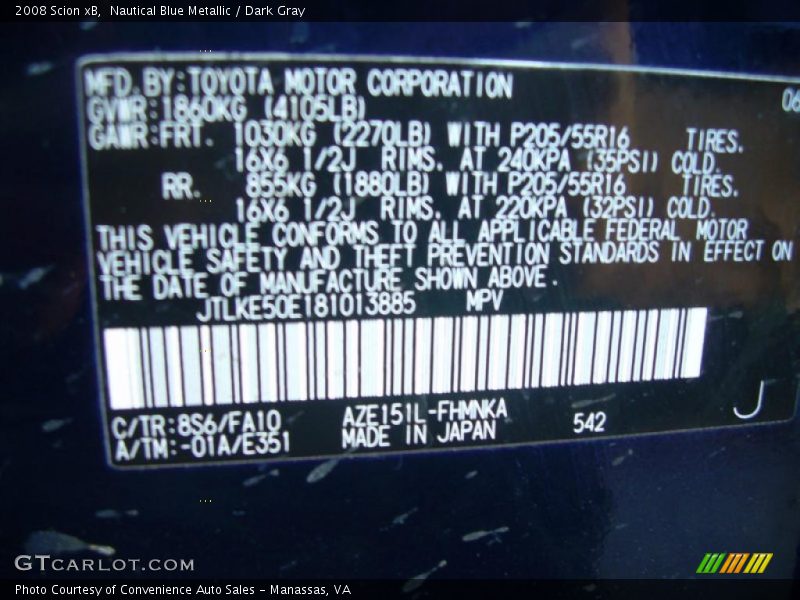 2008 Scion xB,  Nautical Blue Metallic / Dark Gray
MFD.BY:TOYOTA MOTOR CORPORATION
06
GVWR:1860KG (4105LB)
GAWR:FRT. 1030KG (2270LB) WITH P205/55R16 TIRES.
16X6 1/2J RIMS. AT 240KPA (35PSI) COLD.
RR. 855KG (1880LB) WITH P205/55R16 TIRES.
16X6 1/2J RIMS. AT 220KPA (32PSI) COLD.
THIS VEHICLE CONFORMS TO ALL APPLICABLE FEDERAL MOTOR
VEHICLE SAFETY AND THEFT PREVENTION STANDARDS IN EFFECT ON
THE DATE OF MANUFACTURE SHOWN ABOVE.
JTLKE50E181013885 MPV
C/TR:8S6/FA10 AZE151L-FHMNKA 542 J
A/TM:-01A/E351 MADE IN JAPAN
GTCARLOT.COM
Photo Courtesy of Convenience Auto Sales - Manassas, VA